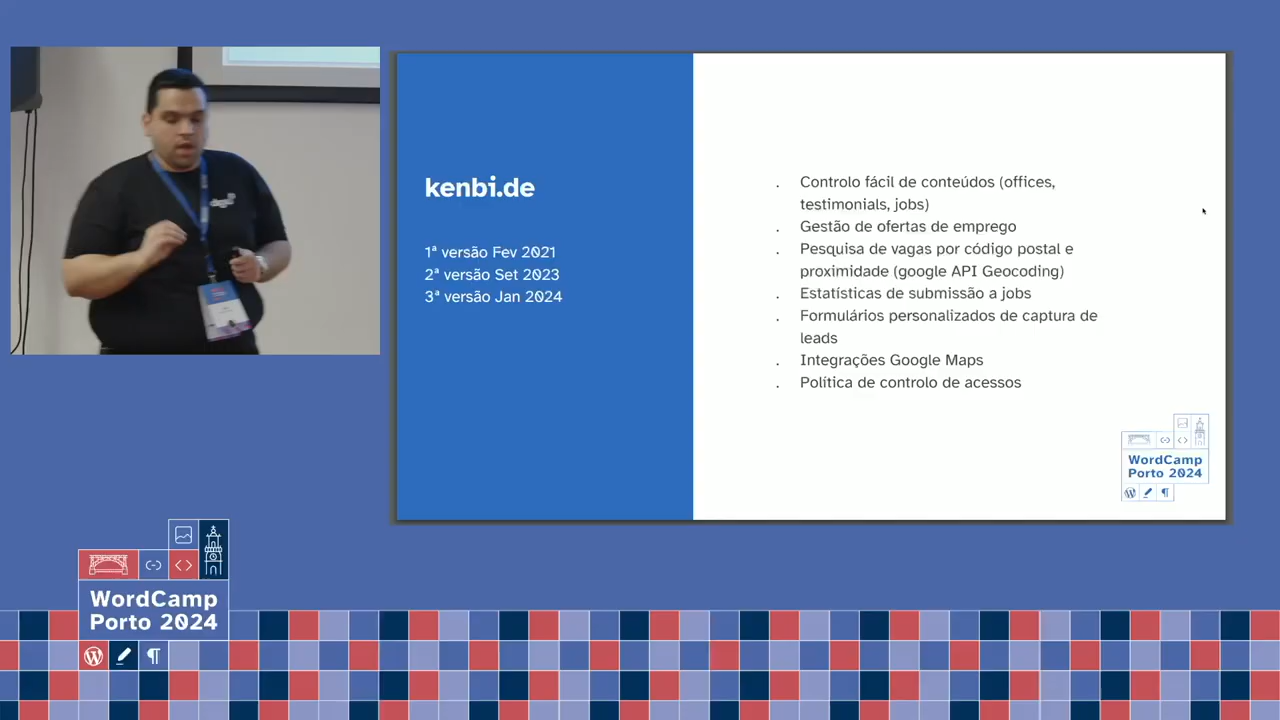 kenbi.de
1ª versão Fev 2021
2ª versão Set 2023
3ª versão Jan 2024
. Controlo fácil de conteúdos (offices,
testimonials, jobs)
. Gestão de ofertas de emprego
. Pesquisa de vagas por código postal e
proximidade (google API Geocoding)
. Estatísticas de submissão a jobs
. Formulários personalizados de captura de
leads
. Integrações Google Maps
. Política de controlo de acessos
WordCamp
Porto 2024
WordCamp
Porto 2024